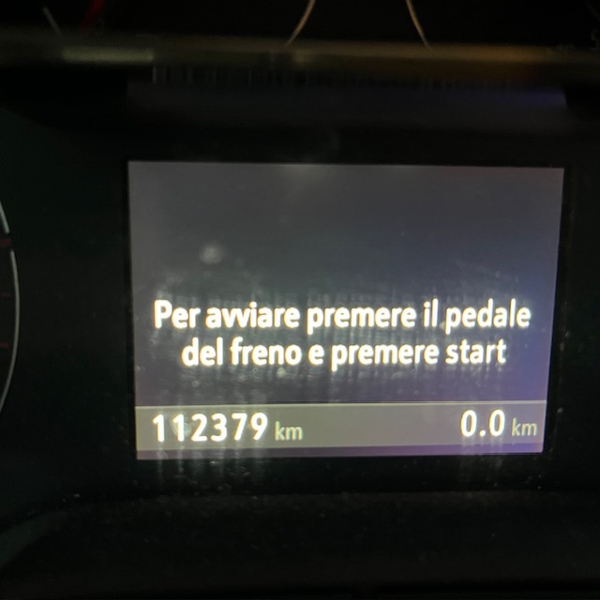 Per avviare premere il pedale
del freno e premere start
112379 km 0.0 km